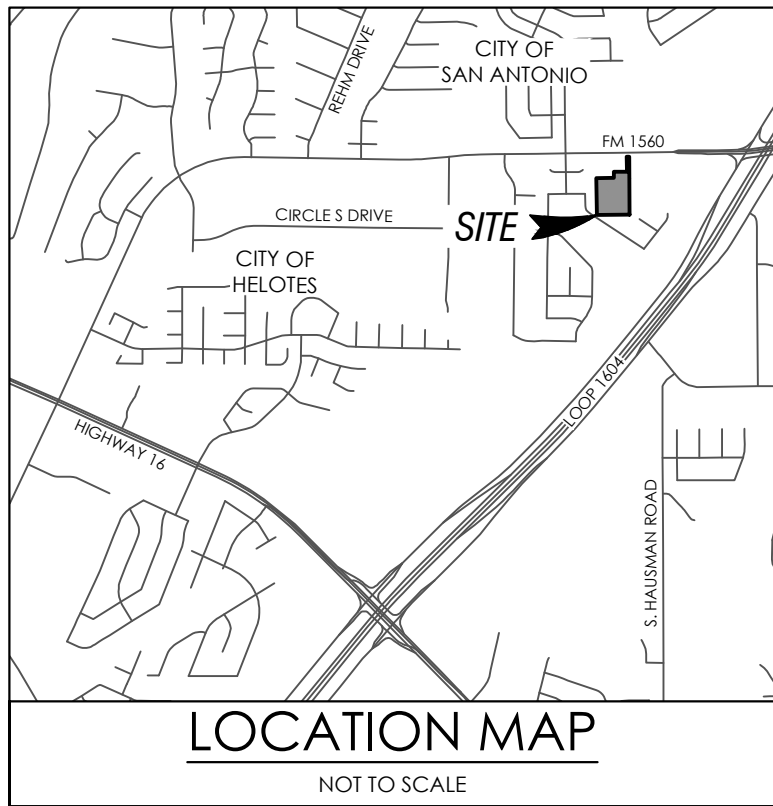 CITY OF
SAN ANTONIO
REHM DRIVE
FM 1560
CIRCLE S DRIVE
SITE
CITY OF
HELOTES
LOOP 1604
HIGHWAY 16
S. HAUSMAN ROAD
LOCATION MAP
NOT TO SCALE